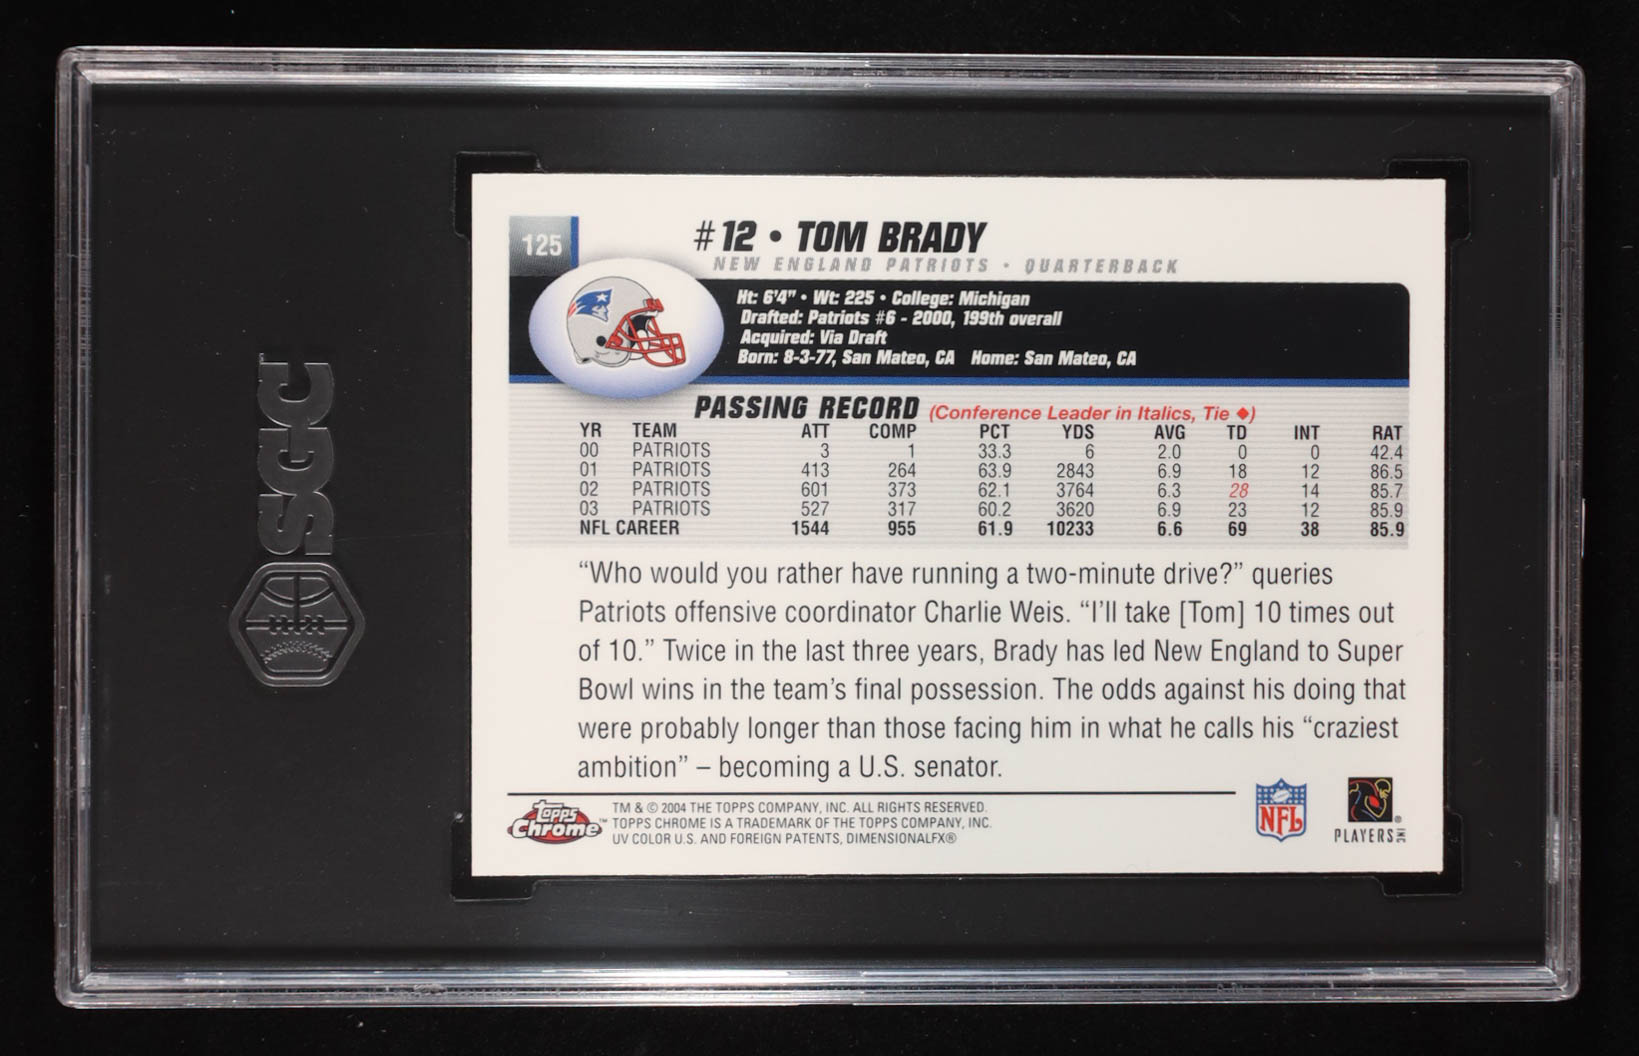 SGC
125
#12 • TOM BRADY
NEW ENGLAND PATRIOTS • QUARTERBACK
Ht: 6'4" • Wt: 225 • College: Michigan
Drafted: Patriots #6 - 2000, 199th overall
Acquired: Via Draft
Born: 8-3-77, San Mateo, CA Home: San Mateo, CA
PASSING RECORD (Conference Leader in Italics, Tie ♦)
YR TEAM ATT COMP PCT YDS AVG TD INT RAT
00 PATRIOTS 3 1 33.3 6 2.0 0 0 42.4
01 PATRIOTS 413 264 63.9 2843 6.9 18 12 86.5
02 PATRIOTS 601 373 62.1 3764 6.3 28 14 85.7
03 PATRIOTS 527 317 60.2 3620 6.9 23 12 85.9
NFL CAREER 1544 955 61.9 10233 6.6 69 38 85.9
“Who would you rather have running a two-minute drive?” queries
Patriots offensive coordinator Charlie Weis. “I’ll take [Tom] 10 times out
of 10.” Twice in the last three years, Brady has led New England to Super
Bowl wins in the team’s final possession. The odds against his doing that
were probably longer than those facing him in what he calls his “craziest
ambition” – becoming a U.S. senator.
Topps
Chrome™
TM & © 2004 THE TOPPS COMPANY, INC. ALL RIGHTS RESERVED.
TOPPS CHROME IS A TRADEMARK OF THE TOPPS COMPANY, INC.
UV COLOR U.S. AND FOREIGN PATENTS, DIMENSIONALFX®
NFL
PLAYERS INC ®